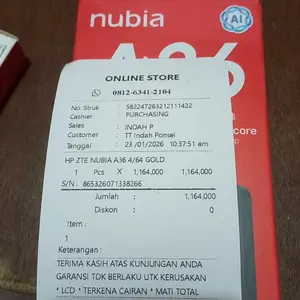 nubia
AI
A36
core
ONLINE STORE
0812-6341-2104
No. Struk : 582247263212111422
Cashier : PURCHASING
Sales : INDAH P
Customer : TT Indah Ponsel
Tanggal : 23 /01/2026 10:37:51 am
HP ZTE NUBIA A36 4/64 GOLD
1 Pcs X 1,164,000 1,164,000
S/N : 865326071338266
Jumlah : 1,164,000
Diskon : 0
Item :
1
Keterangan :
TERIMA KASIH ATAS KUNJUNGAN ANDA
GARANSI TDK BERLAKU UTK KERUSAKAN
* LCD * TERKENA CAIRAN * MATI TOTAL